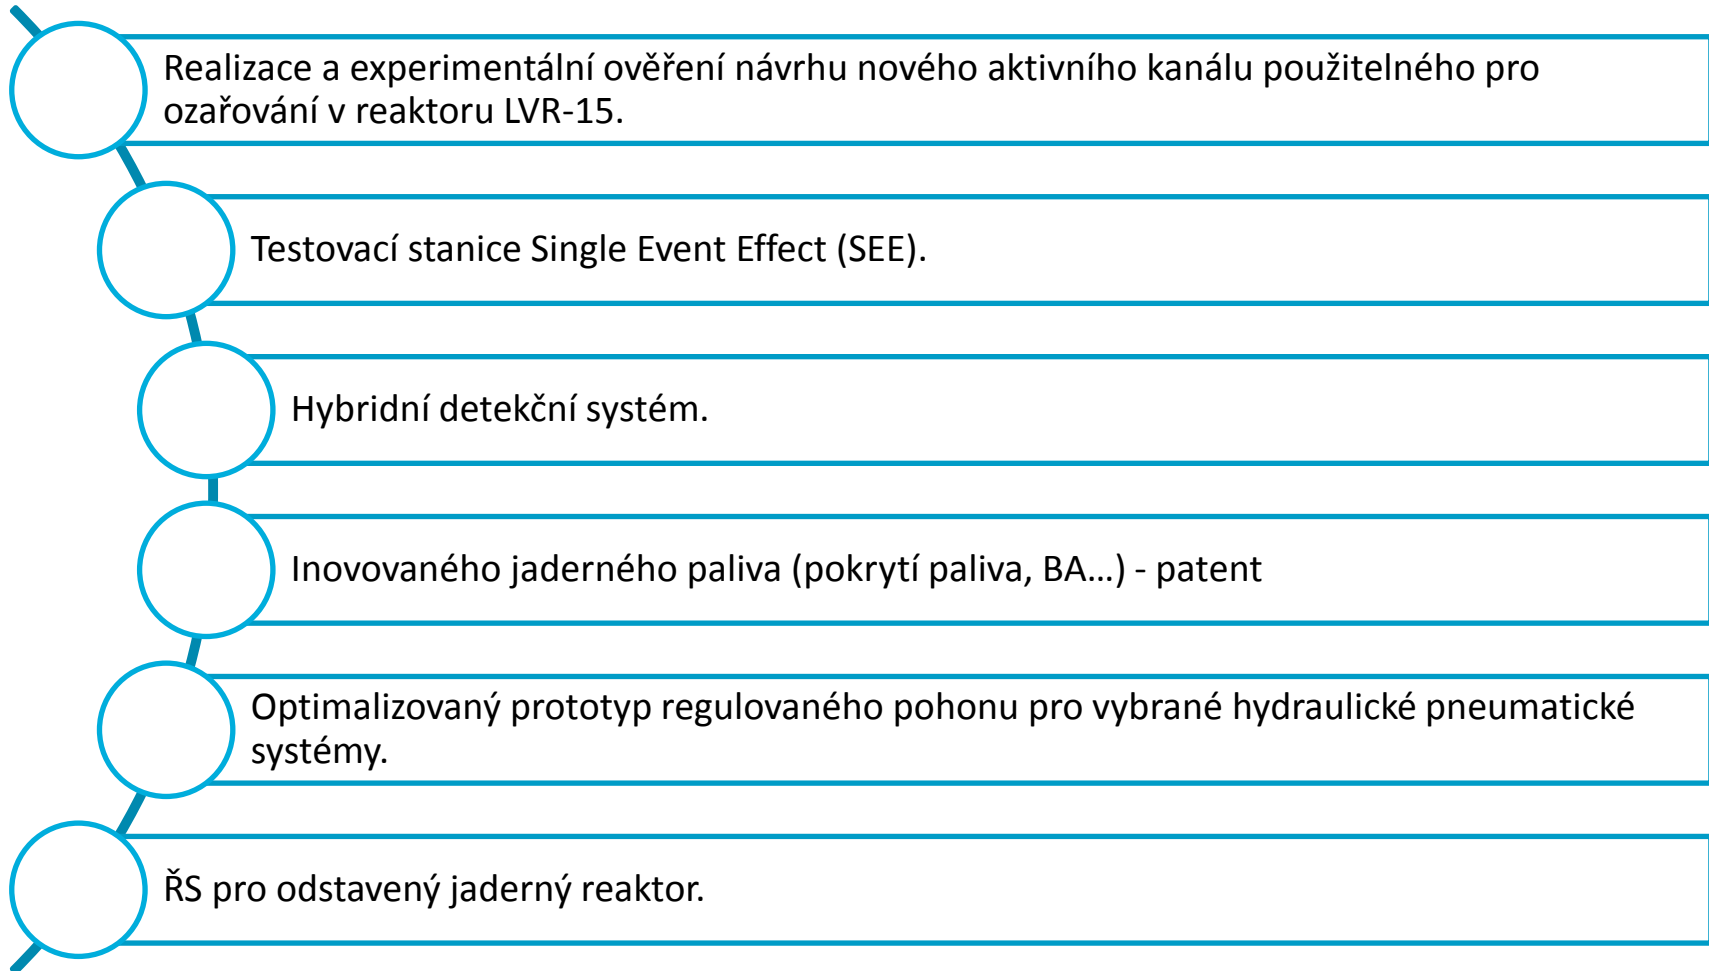 Realizace a experimentální ověření návrhu nového aktivního kanálu použitelného pro
ozařování v reaktoru LVR-15.
Testovací stanice Single Event Effect (SEE).
Hybridní detekční systém.
Inovovaného jaderného paliva (pokrytí paliva, BA…) - patent
Optimalizovaný prototyp regulovaného pohonu pro vybrané hydraulické pneumatické
systémy.
ŘS pro odstavený jaderný reaktor.